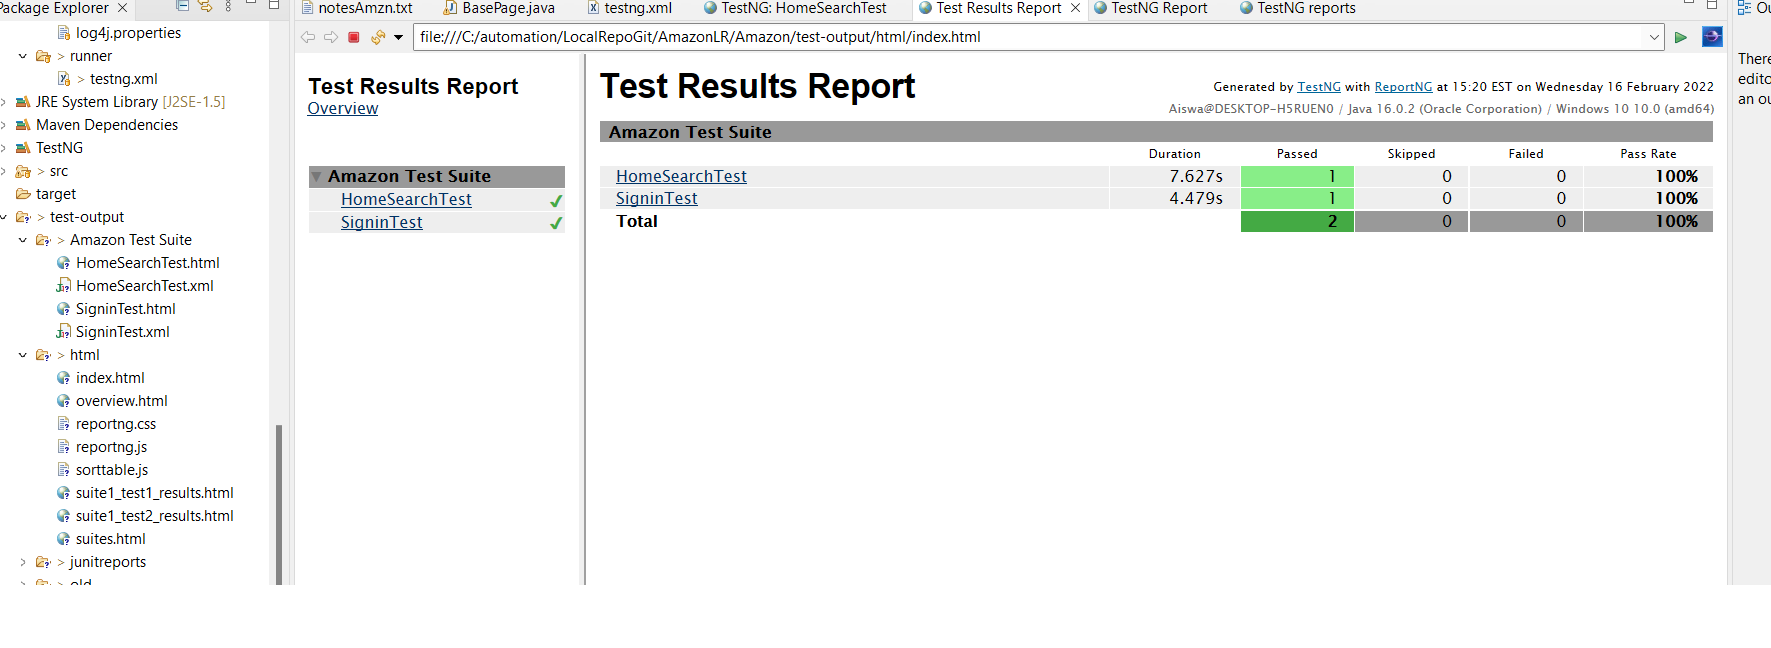 Package Explorer
notesAmzn.txt
BasePage.java
testng.xml
TestNG: HomeSearchTest
Test Results Report
TestNG Report
TestNG reports
file:///C:/automation/LocalRepoGit/AmazonLR/Amazon/test-output/html/index.html
log4j.properties
> runner
> testng.xml
JRE System Library [J2SE-1.5]
Maven Dependencies
TestNG
> src
target
> test-output
> Amazon Test Suite
HomeSearchTest.html
HomeSearchTest.xml
SigninTest.html
SigninTest.xml
> html
index.html
overview.html
reportng.css
reportng.js
sorttable.js
suite1_test1_results.html
suite1_test2_results.html
suites.html
> junitreports
> old
Test Results Report
Overview
Amazon Test Suite
HomeSearchTest
SigninTest
Test Results Report
Generated by TestNG with ReportNG at 15:20 EST on Wednesday 16 February 2022
Aiswa@DESKTOP-H5RUEN0 / Java 16.0.2 (Oracle Corporation) / Windows 10 10.0 (amd64)
Amazon Test Suite
Duration Passed Skipped Failed Pass Rate
HomeSearchTest 7.627s 1 0 0 100%
SigninTest 4.479s 1 0 0 100%
Total 2 0 0 100%
Ou
There
edito
an ou